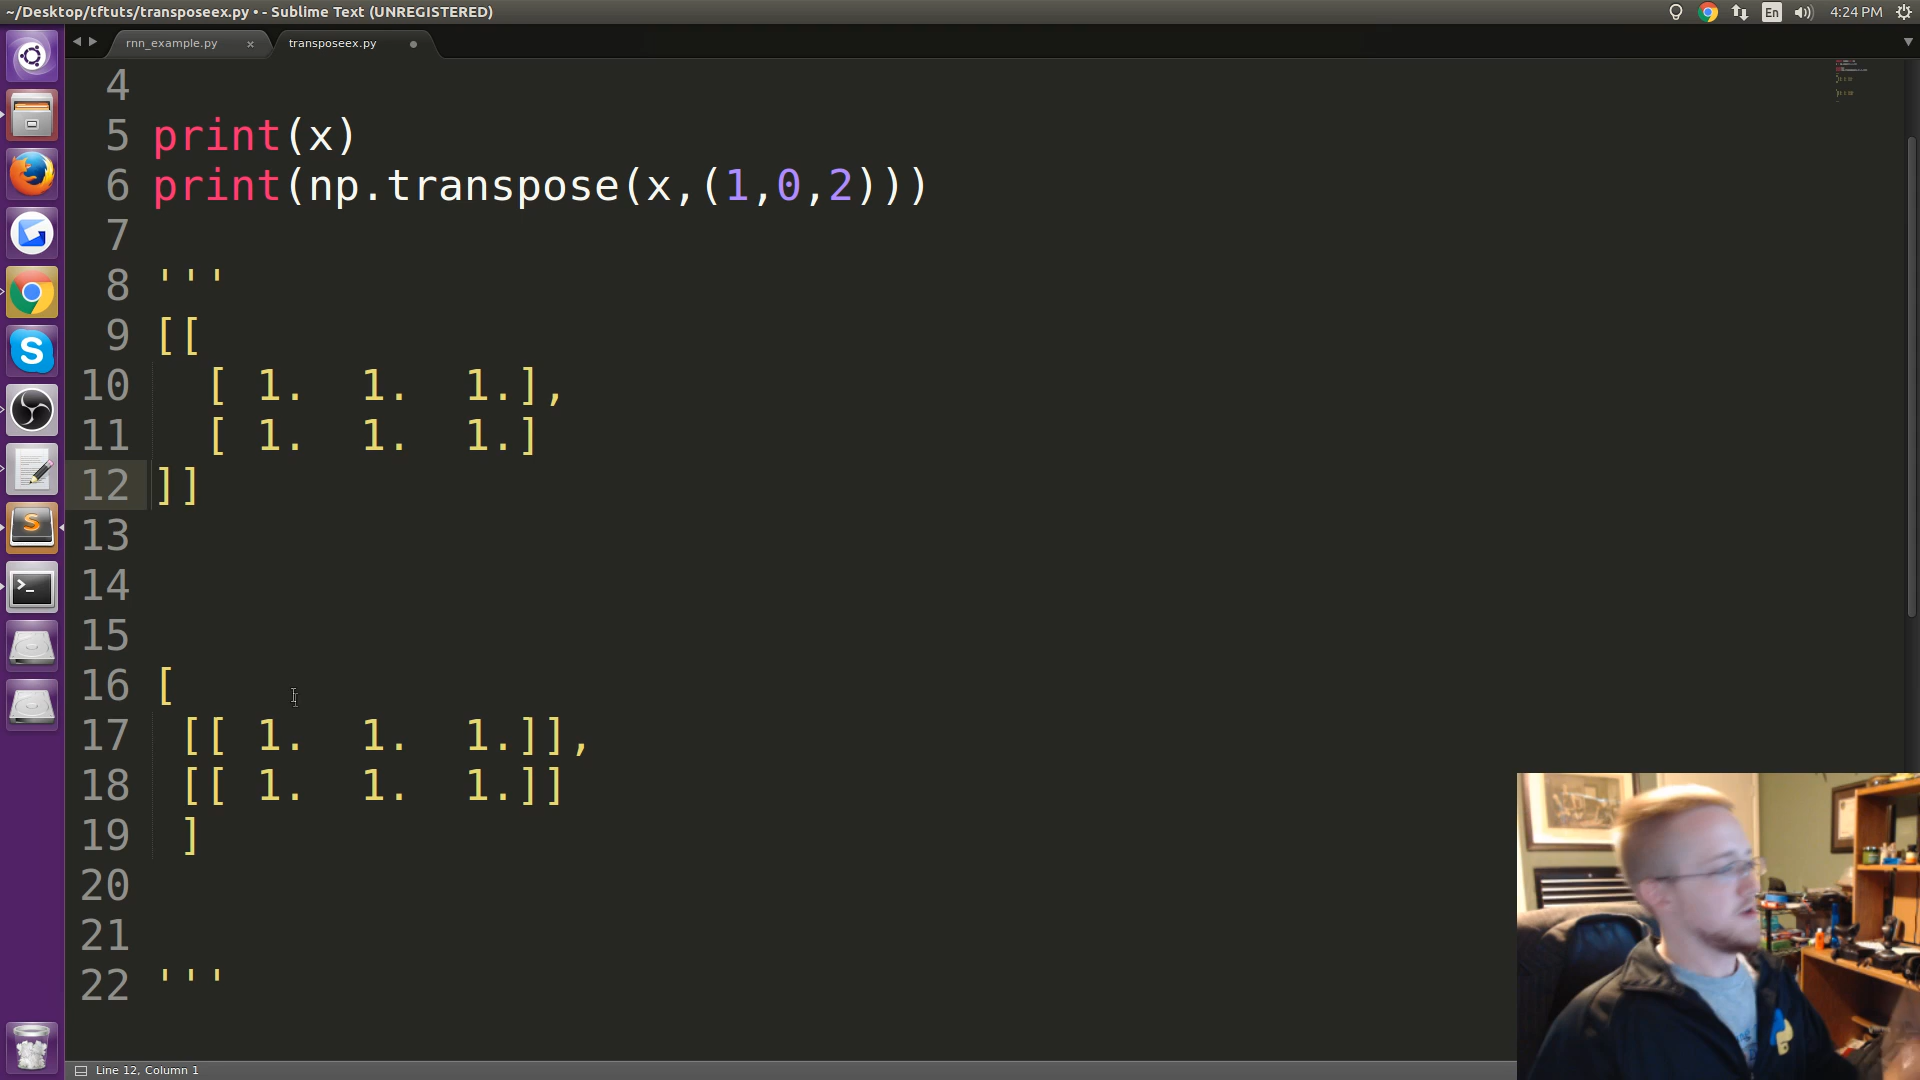 ~/Desktop/tftuts/transposeex.py • - Sublime Text (UNREGISTERED)
En
4:24 PM
rnn_example.py ×
transposeex.py
4
5 print(x)
6 print(np.transpose(x,(1,0,2)))
7
8 '''
9 [[
10 [ 1. 1. 1.],
11 [ 1. 1. 1.]
12 ]]
13
14
15
16 [
17 [[ 1. 1. 1.]],
18 [[ 1. 1. 1.]]
19 ]
20
21
22 '''
Line 12, Column 1